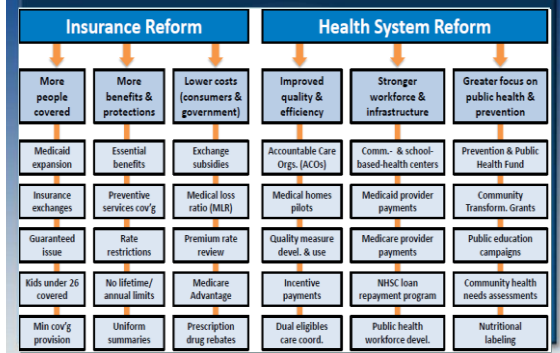 Insurance Reform
Health System Reform
More
people
covered
More
benefits &
protections
Lower costs
(consumers &
government)
Improved
quality &
efficiency
Stronger
workforce &
infrastructure
Greater focus on
public health &
prevention
Medicaid
expansion
Essential
benefits
Exchange
subsidies
Accountable Care
Orgs. (ACOs)
Comm.- & school-
based-health centers
Prevention & Public
Health Fund
Insurance
exchanges
Preventive
services cov'g
Medical loss
ratio (MLR)
Medical homes
pilots
Medicaid provider
payments
Community
Transform. Grants
Guaranteed
issue
Rate
restrictions
Premium rate
review
Quality measure
devel. & use
Medicare provider
payments
Public education
campaigns
Kids under 26
covered
No lifetime/
annual limits
Medicare
Advantage
Incentive
payments
NHSC loan
repayment program
Community health
needs assessments
Min cov'g
provision
Uniform
summaries
Prescription
drug rebates
Dual eligibles
care coord.
Public health
workforce devel.
Nutritional
labeling